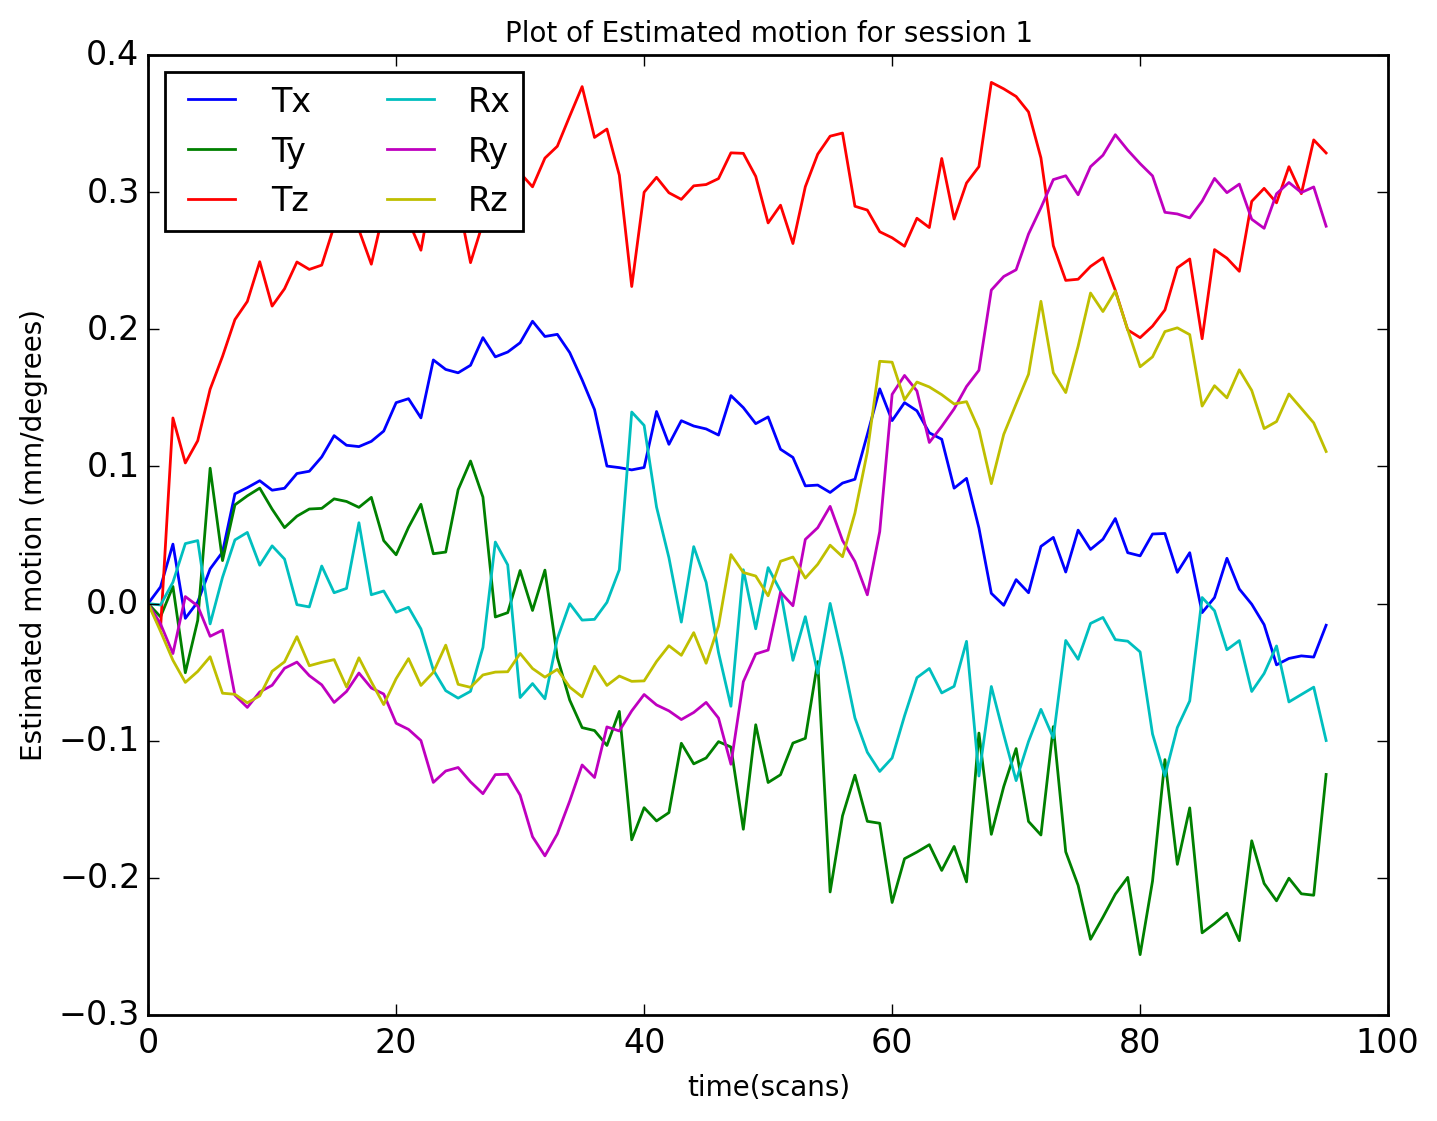 Plot of Estimated motion for session 1
0.4
0.3
0.2
0.1
0.0
−0.1
−0.2
−0.3
Estimated motion (mm/degrees)
Tx Rx
Ty Ry
Tz Rz
0 20 40 60 80 100
time(scans)